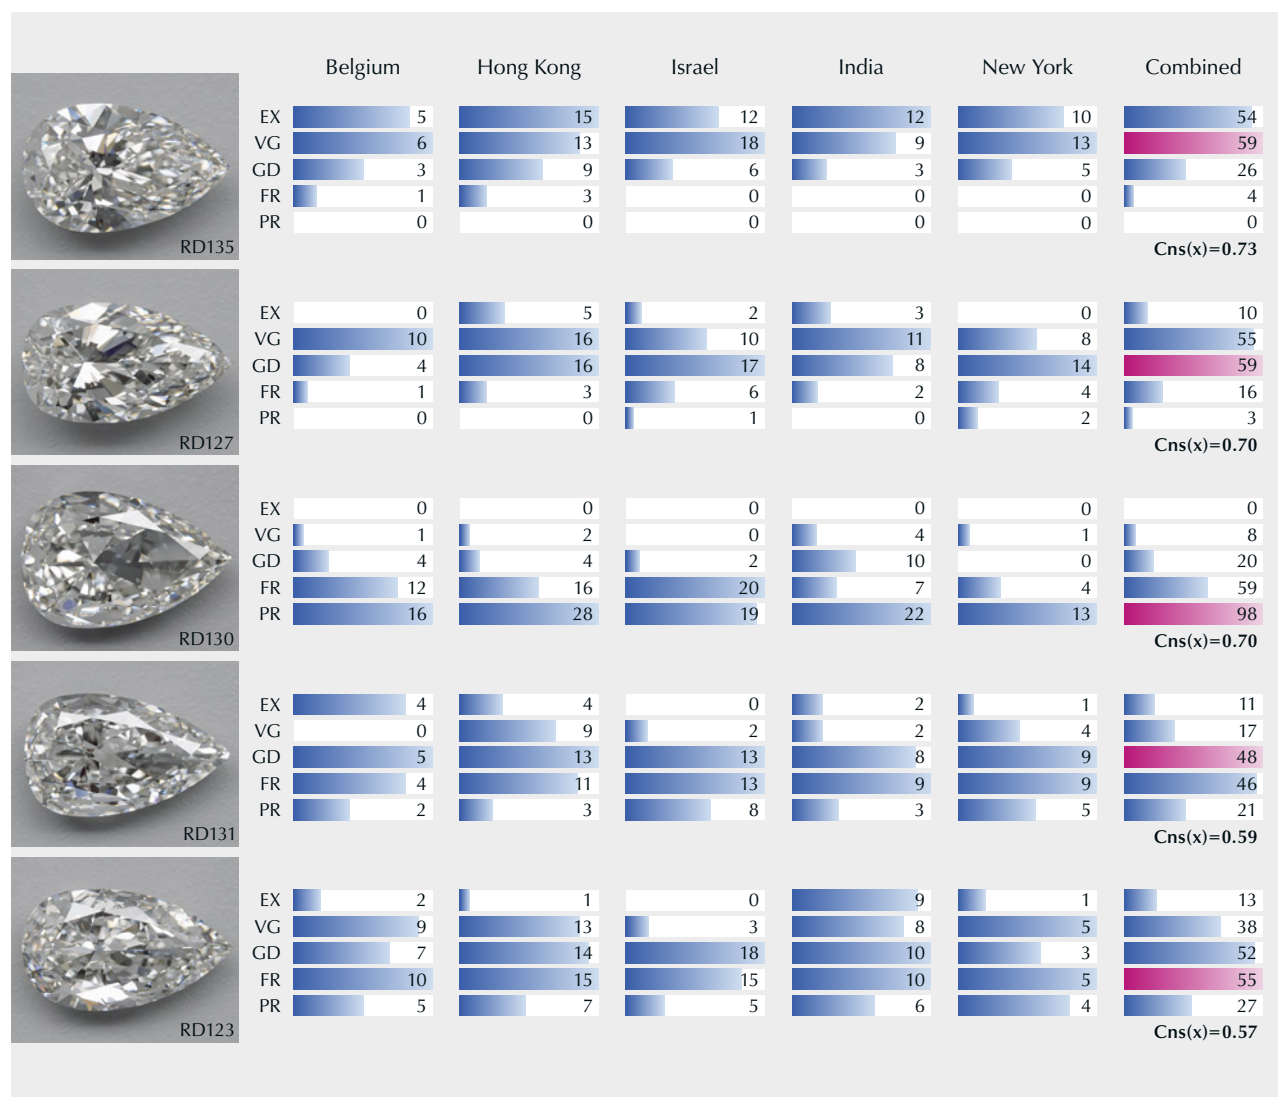 Belgium Hong Kong Israel India New York Combined
EX 5 15 12 12 10 54
VG 6 13 18 9 13 59
GD 3 9 6 3 5 26
FR 1 3 0 0 0 4
PR 0 0 0 0 0 0
RD135 Cns(x)=0.73
EX 0 5 2 3 0 10
VG 10 16 10 11 8 55
GD 4 16 17 8 14 59
FR 1 3 6 2 4 16
PR 0 0 1 0 2 3
RD127 Cns(x)=0.70
EX 0 0 0 0 0 0
VG 1 2 0 4 1 8
GD 4 4 2 10 0 20
FR 12 16 20 7 4 59
PR 16 28 19 22 13 98
RD130 Cns(x)=0.70
EX 4 4 0 2 1 11
VG 0 9 2 2 4 17
GD 5 13 13 8 9 48
FR 4 11 13 9 9 46
PR 2 3 8 3 5 21
RD131 Cns(x)=0.59
EX 2 1 0 9 1 13
VG 9 13 3 8 5 38
GD 7 14 18 10 3 52
FR 10 15 15 10 5 55
PR 5 7 5 6 4 27
RD123 Cns(x)=0.57